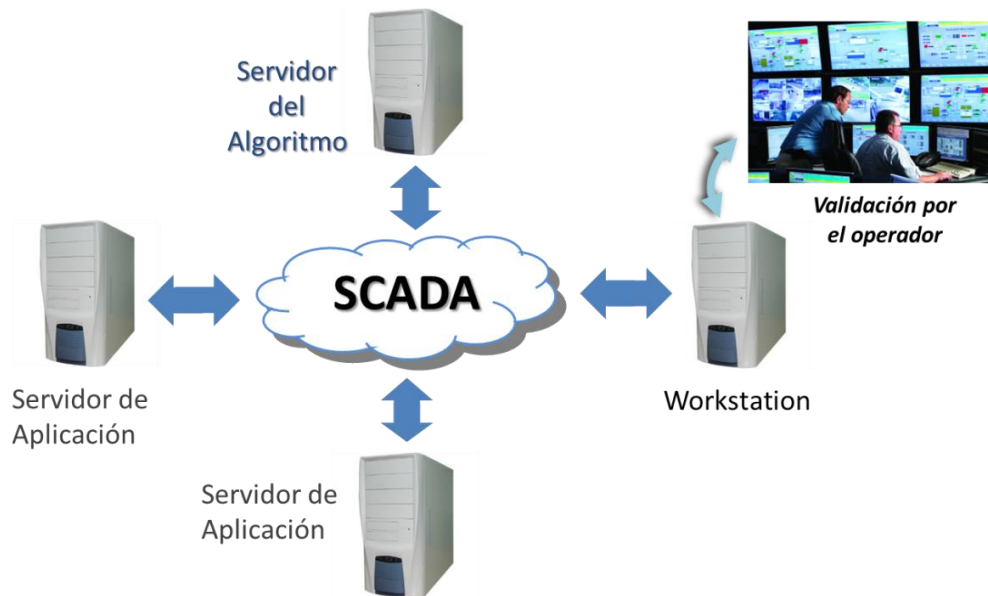 Servidor
del
Algoritmo
Validación por
el operador
SCADA
Servidor de
Aplicación
Workstation
Servidor de
Aplicación